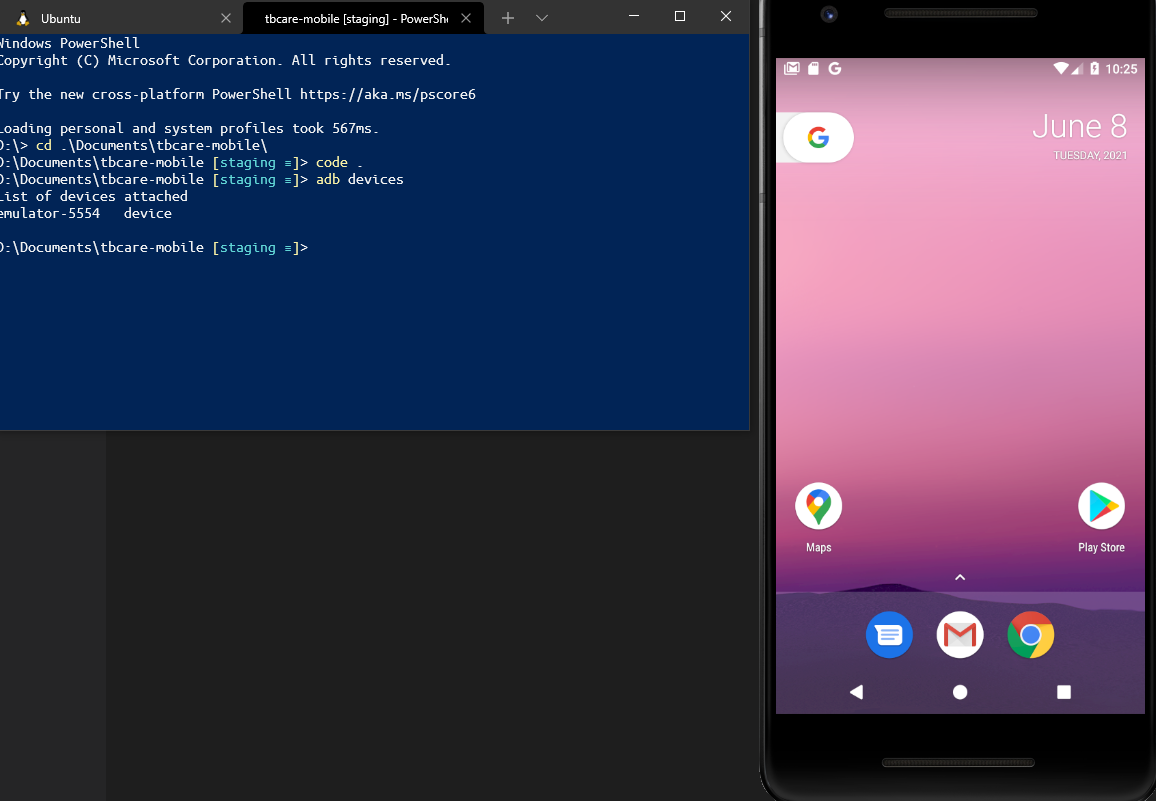 Ubuntu
tbcare-mobile [staging] - PowerShe
Windows PowerShell
Copyright (C) Microsoft Corporation. All rights reserved.
Try the new cross-platform PowerShell https://aka.ms/pscore6
Loading personal and system profiles took 567ms.
D:\> cd .\Documents\tbcare-mobile\
D:\Documents\tbcare-mobile [staging ≡]> code .
D:\Documents\tbcare-mobile [staging ≡]> adb devices
List of devices attached
emulator-5554   device
D:\Documents\tbcare-mobile [staging ≡]>
10:25
June 8
TUESDAY, 2021
Maps
Play Store